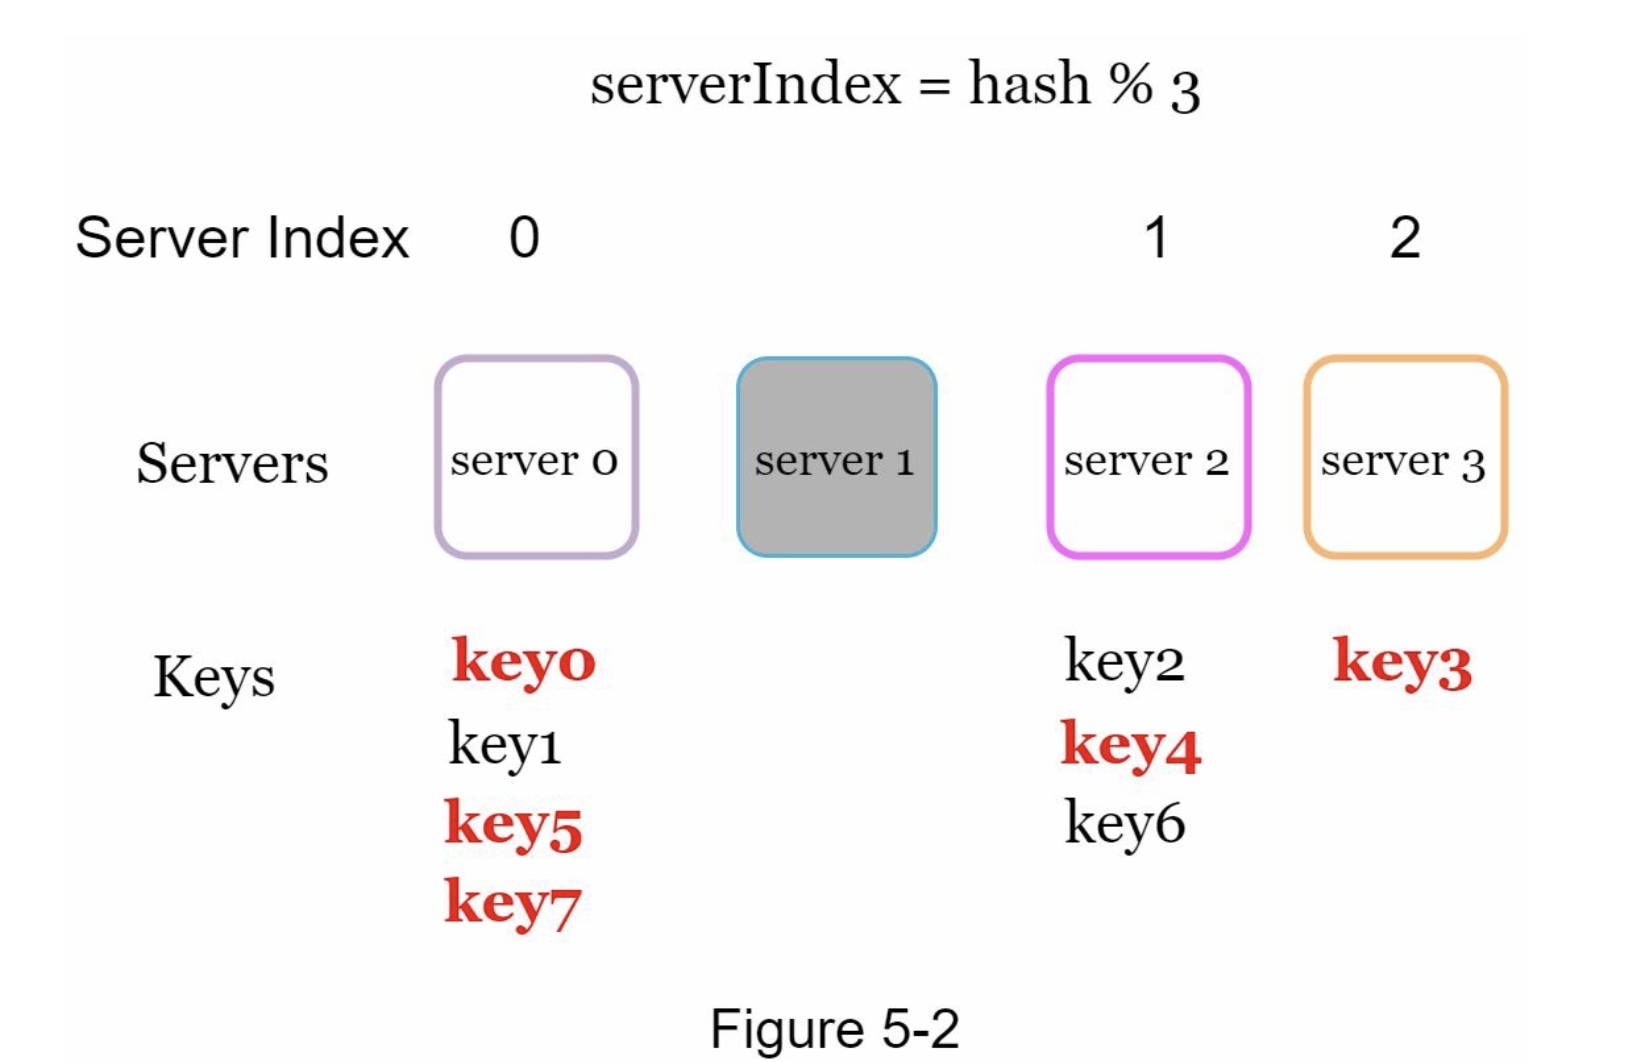 serverIndex = hash % 3
Server Index 0 1 2
Servers server 0 server 1 server 2 server 3
Keys key0 key2 key3
key1 key4
key5 key6
key7
Figure 5-2